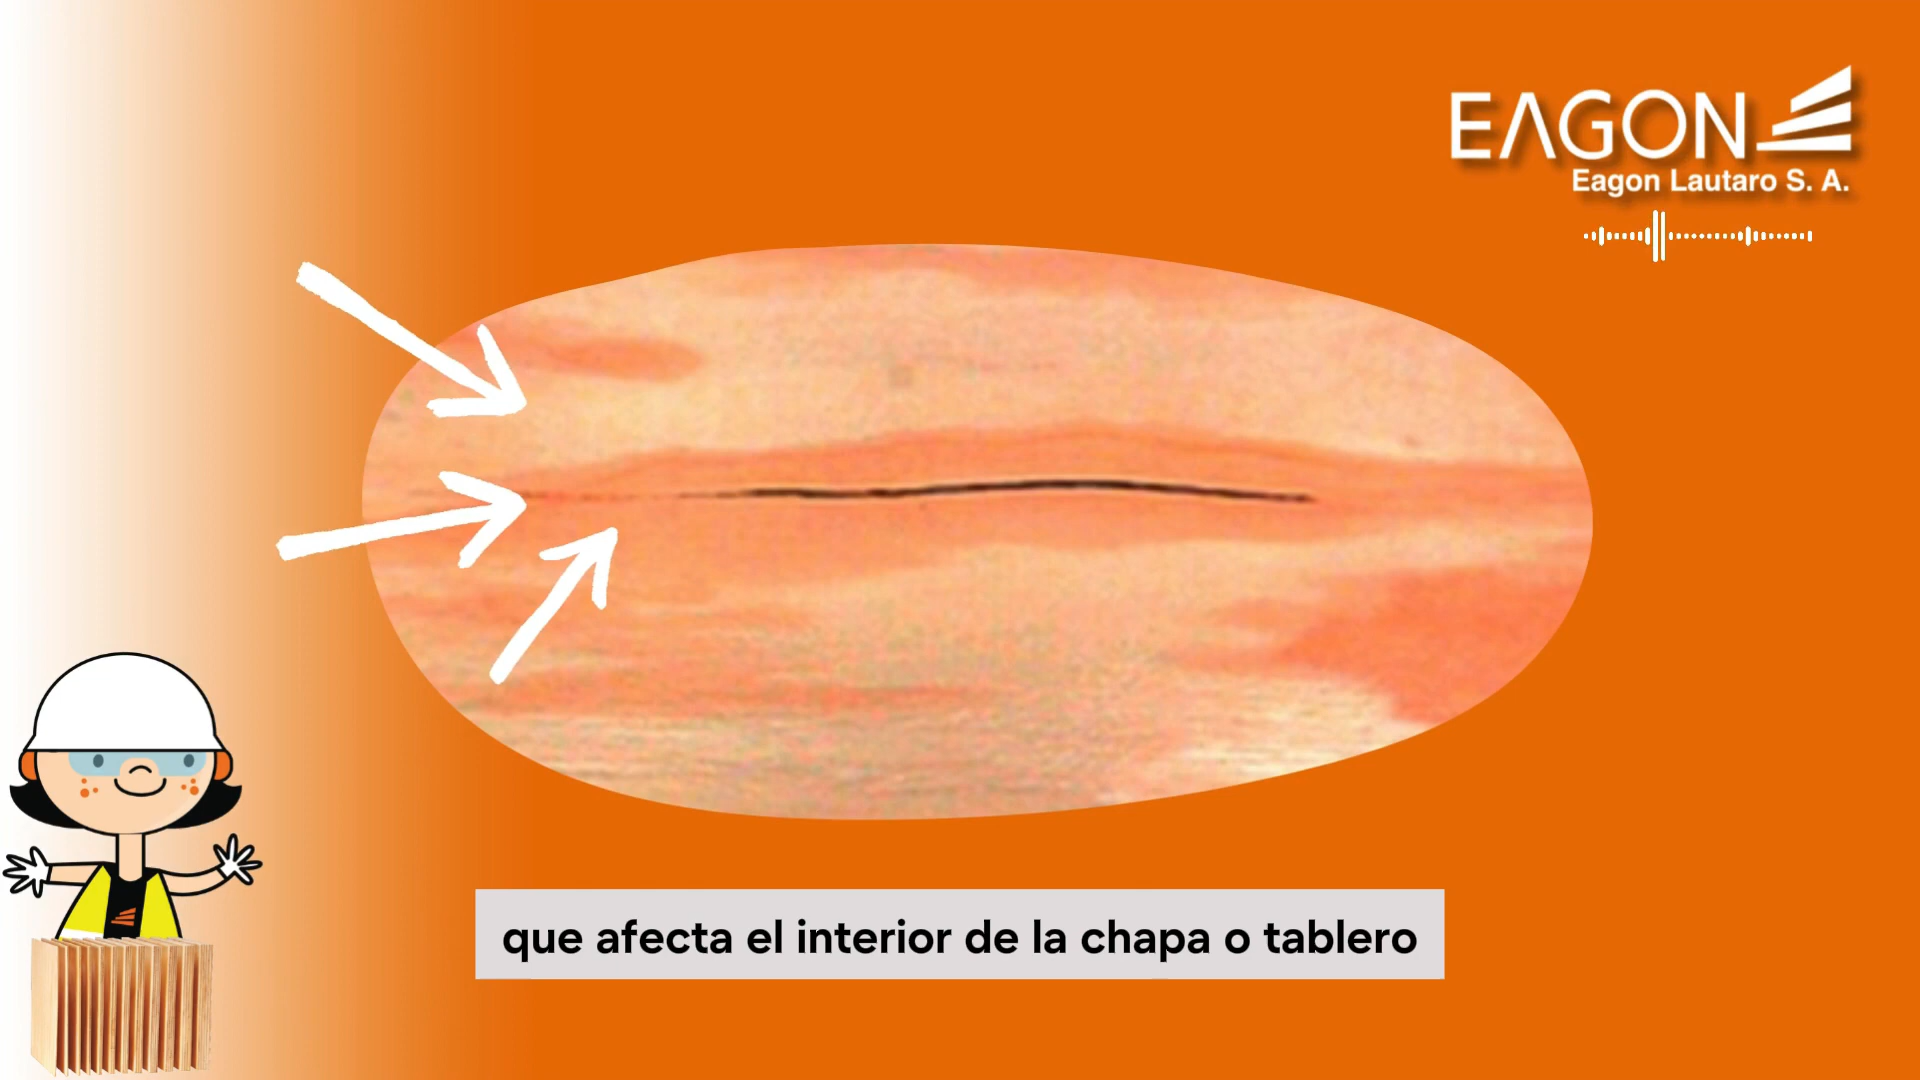 EAGON
Eagon Lautaro S. A.
que afecta el interior de la chapa o tablero